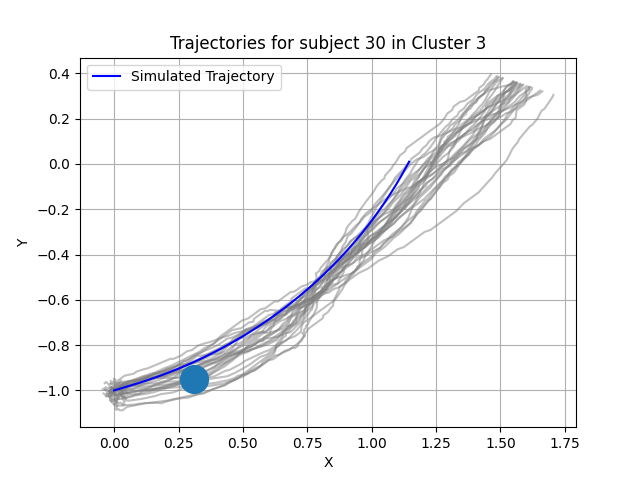 Trajectories for subject 30 in Cluster 3
Simulated Trajectory
Y
0.4
0.2
0.0
−0.2
−0.4
−0.6
−0.8
−1.0
0.00 0.25 0.50 0.75 1.00 1.25 1.50 1.75
X